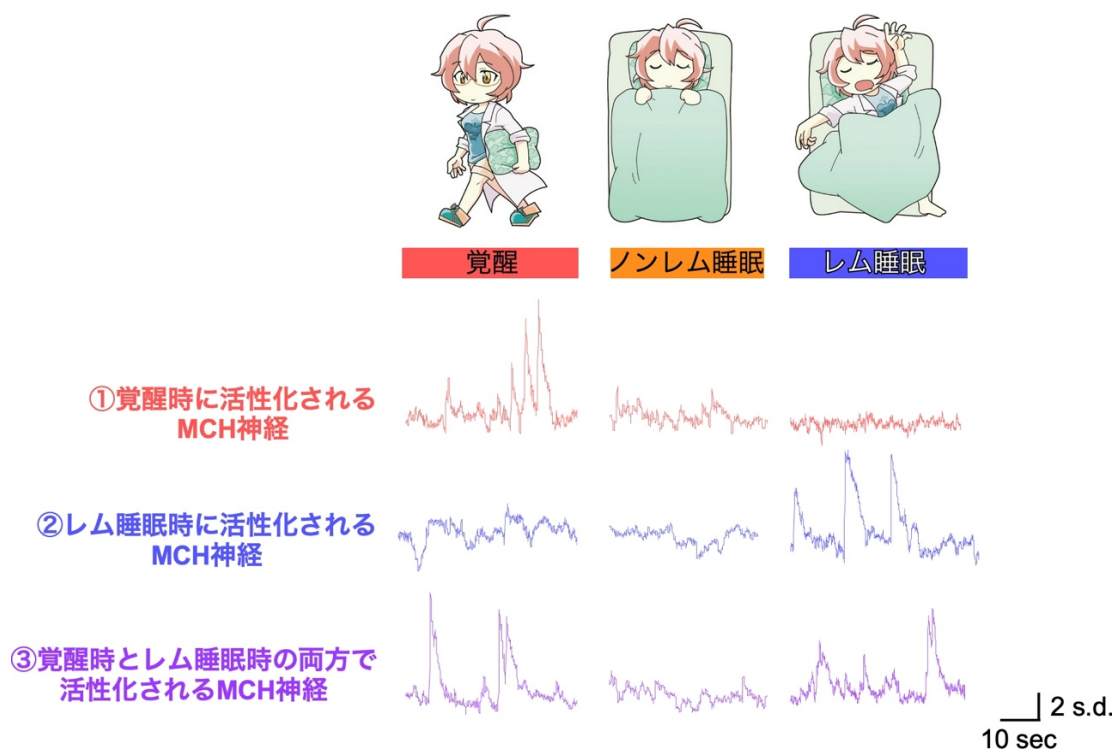 覚醒
ノンレム睡眠
レム睡眠
①覚醒時に活性化される
MCH神経
②レム睡眠時に活性化される
MCH神経
③覚醒時とレム睡眠時の両方で
活性化されるMCH神経
2 s.d.
10 sec